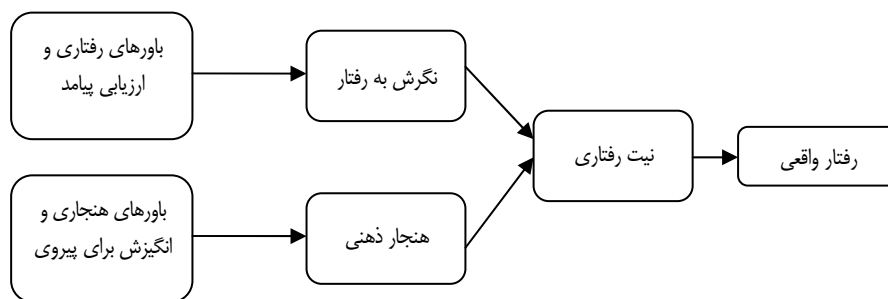 باورهای رفتاری و
ارزیابی پیامد
نگرش به رفتار
نیت رفتاری
رفتار واقعی
باورهای هنجاری و
انگیزش برای پیروی
هنجار ذهنی